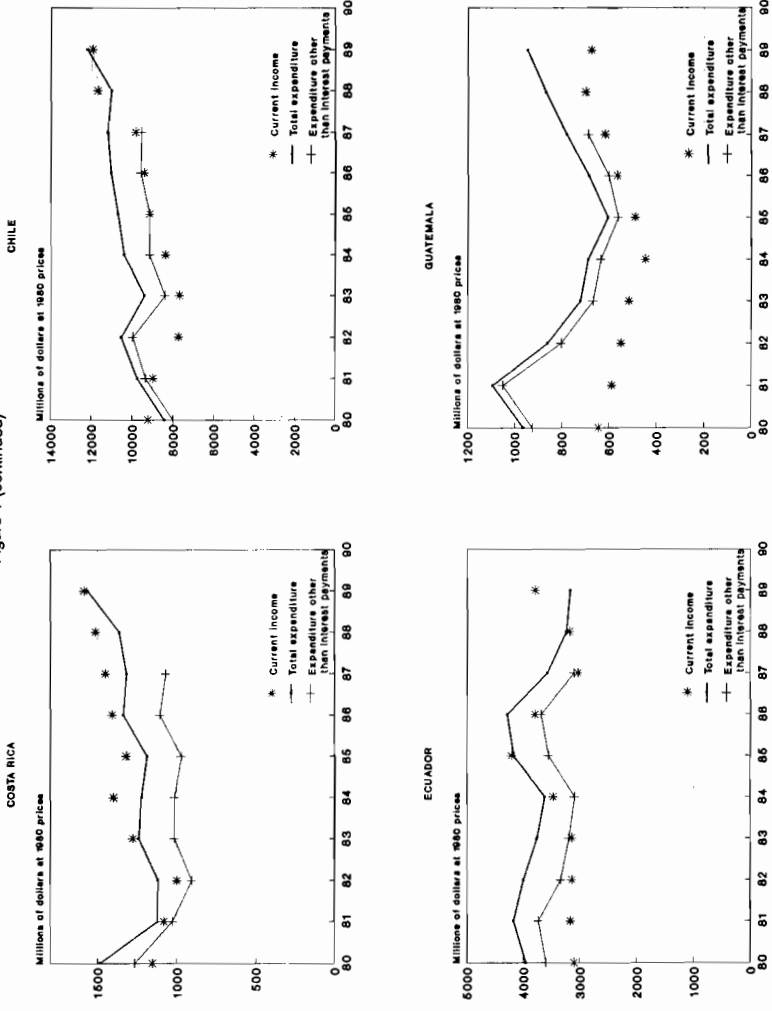 Figure 1 (continued)
COSTA RICA
Millions of dollars at 1980 prices
1500
1000
500
0
80 81 82 83 84 85 86 87 88 89 90
Current income
Total expenditure
Expenditure other
than interest payments
CHILE
Millions of dollars at 1980 prices
14000
12000
10000
8000
6000
4000
2000
0
80 81 82 83 84 85 86 87 88 89 90
Current income
Total expenditure
Expenditure other
than interest payments
ECUADOR
Millions of dollars at 1980 prices
5000
4000
3000
2000
1000
0
80 81 82 83 84 85 86 87 88 89 90
Current income
Total expenditure
Expenditure other
than interest payments
GUATEMALA
Millions of dollars at 1980 prices
1200
1000
800
600
400
200
0
80 81 82 83 84 85 86 87 88 89 90
Current income
Total expenditure
Expenditure other
than interest payments